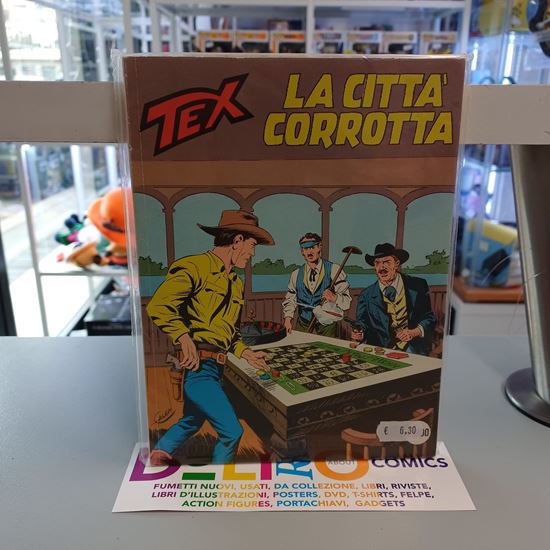 TEX
LA CITTA'
CORROTTA
€ 6.30
COMICS
ABOUT
FUMETTI NUOVI, USATI, DA COLLEZIONE, LIBRI, RIVISTE,
LIBRI D'ILLUSTRAZIONI, POSTERS, DVD, T-SHIRTS, FELPE,
ACTION FIGURES, PORTACHIAVI, GADGETS